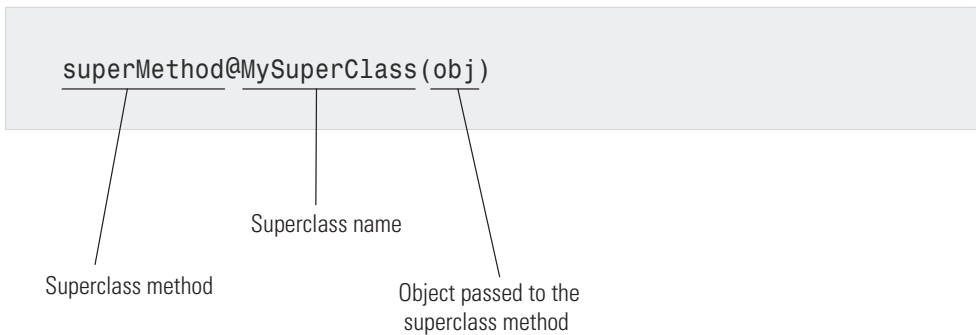 superMethod@MySuperClass(obj)
Superclass name
Superclass method
Object passed to the
superclass method